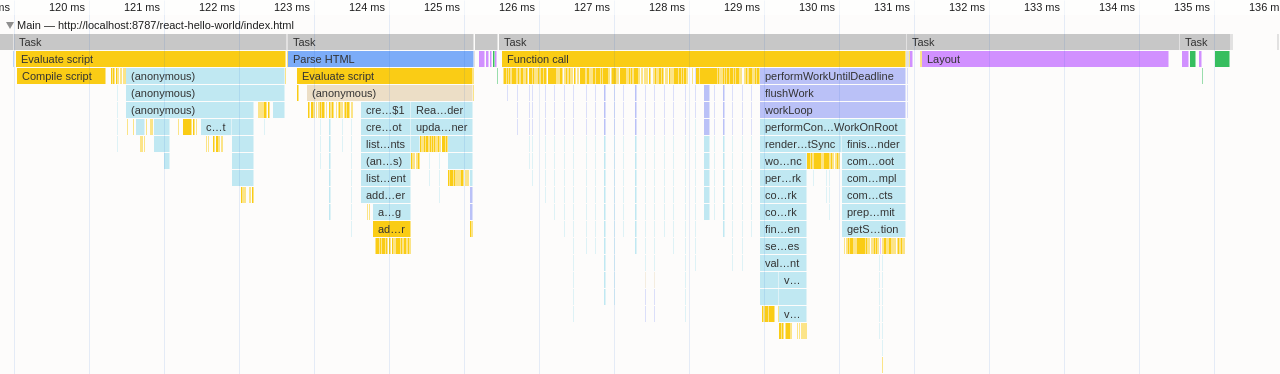 ms 120 ms 121 ms 122 ms 123 ms 124 ms 125 ms 126 ms 127 ms 128 ms 129 ms 130 ms 131 ms 132 ms 133 ms 134 ms 135 ms 136 m
Main — http://localhost:8787/react-hello-world/index.html
Task Task Task Task Task
Evaluate script Parse HTML Function call Layout
Compile script (anonymous) Evaluate script performWorkUntilDeadline
(anonymous) (anonymous) flushWork
(anonymous) cre…$1 Rea…der workLoop
c…t cre…ot upda…ner performCon…WorkOnRoot
list…nts render…tSync finis…nder
(an…s) wo…nc com…oot
list…ent per…rk com…mpl
add…er co…rk com…cts
a…g co…rk prep…mit
ad…r fin…en getS…tion
se…es
val…nt
v…
v…